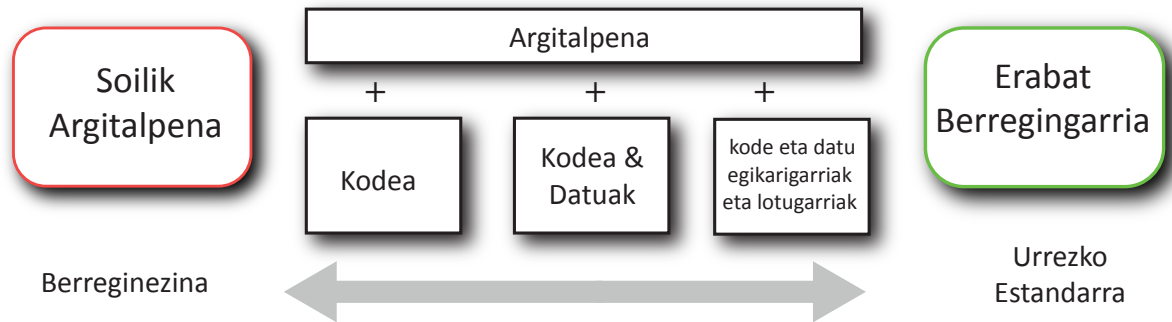 Soilik
Argitalpena
Argitalpena
+ + +
Kodea
Kodea &
Datuak
kode eta datu
egikarigarriak
eta lotugarriak
Erabat
Berregingarria
Berreginezina
Urrezko
Estandarra